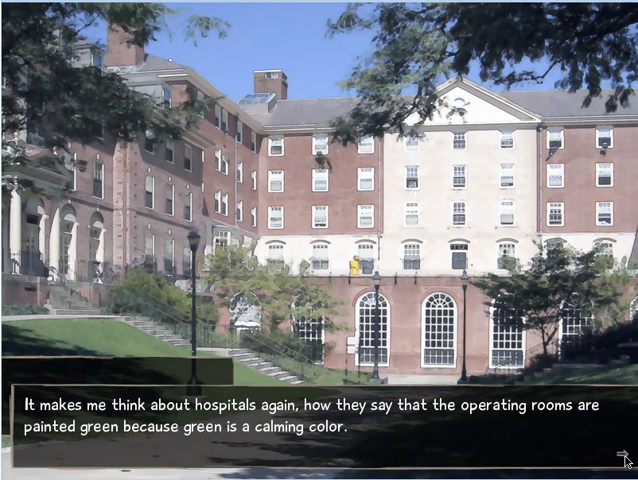 It makes me think about hospitals again, how they say that the operating rooms are
painted green because green is a calming color.